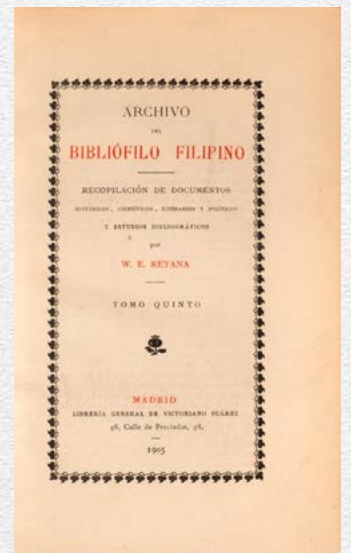 ARCHIVO
DEL
BIBLIÓFILO FILIPINO
RECOPILACIÓN DE DOCUMENTOS
HISTÓRICOS, CIENTÍFICOS, LITERARIOS Y POLÍTICOS
Y ESTUDIOS BIBLIOGRÁFICOS
por
W. E. RETANA
TOMO QUINTO
MADRID
LIBRERÍA GENERAL DE VICTORIANO SUÁREZ
48, Calle de Preciados, 48.
1905